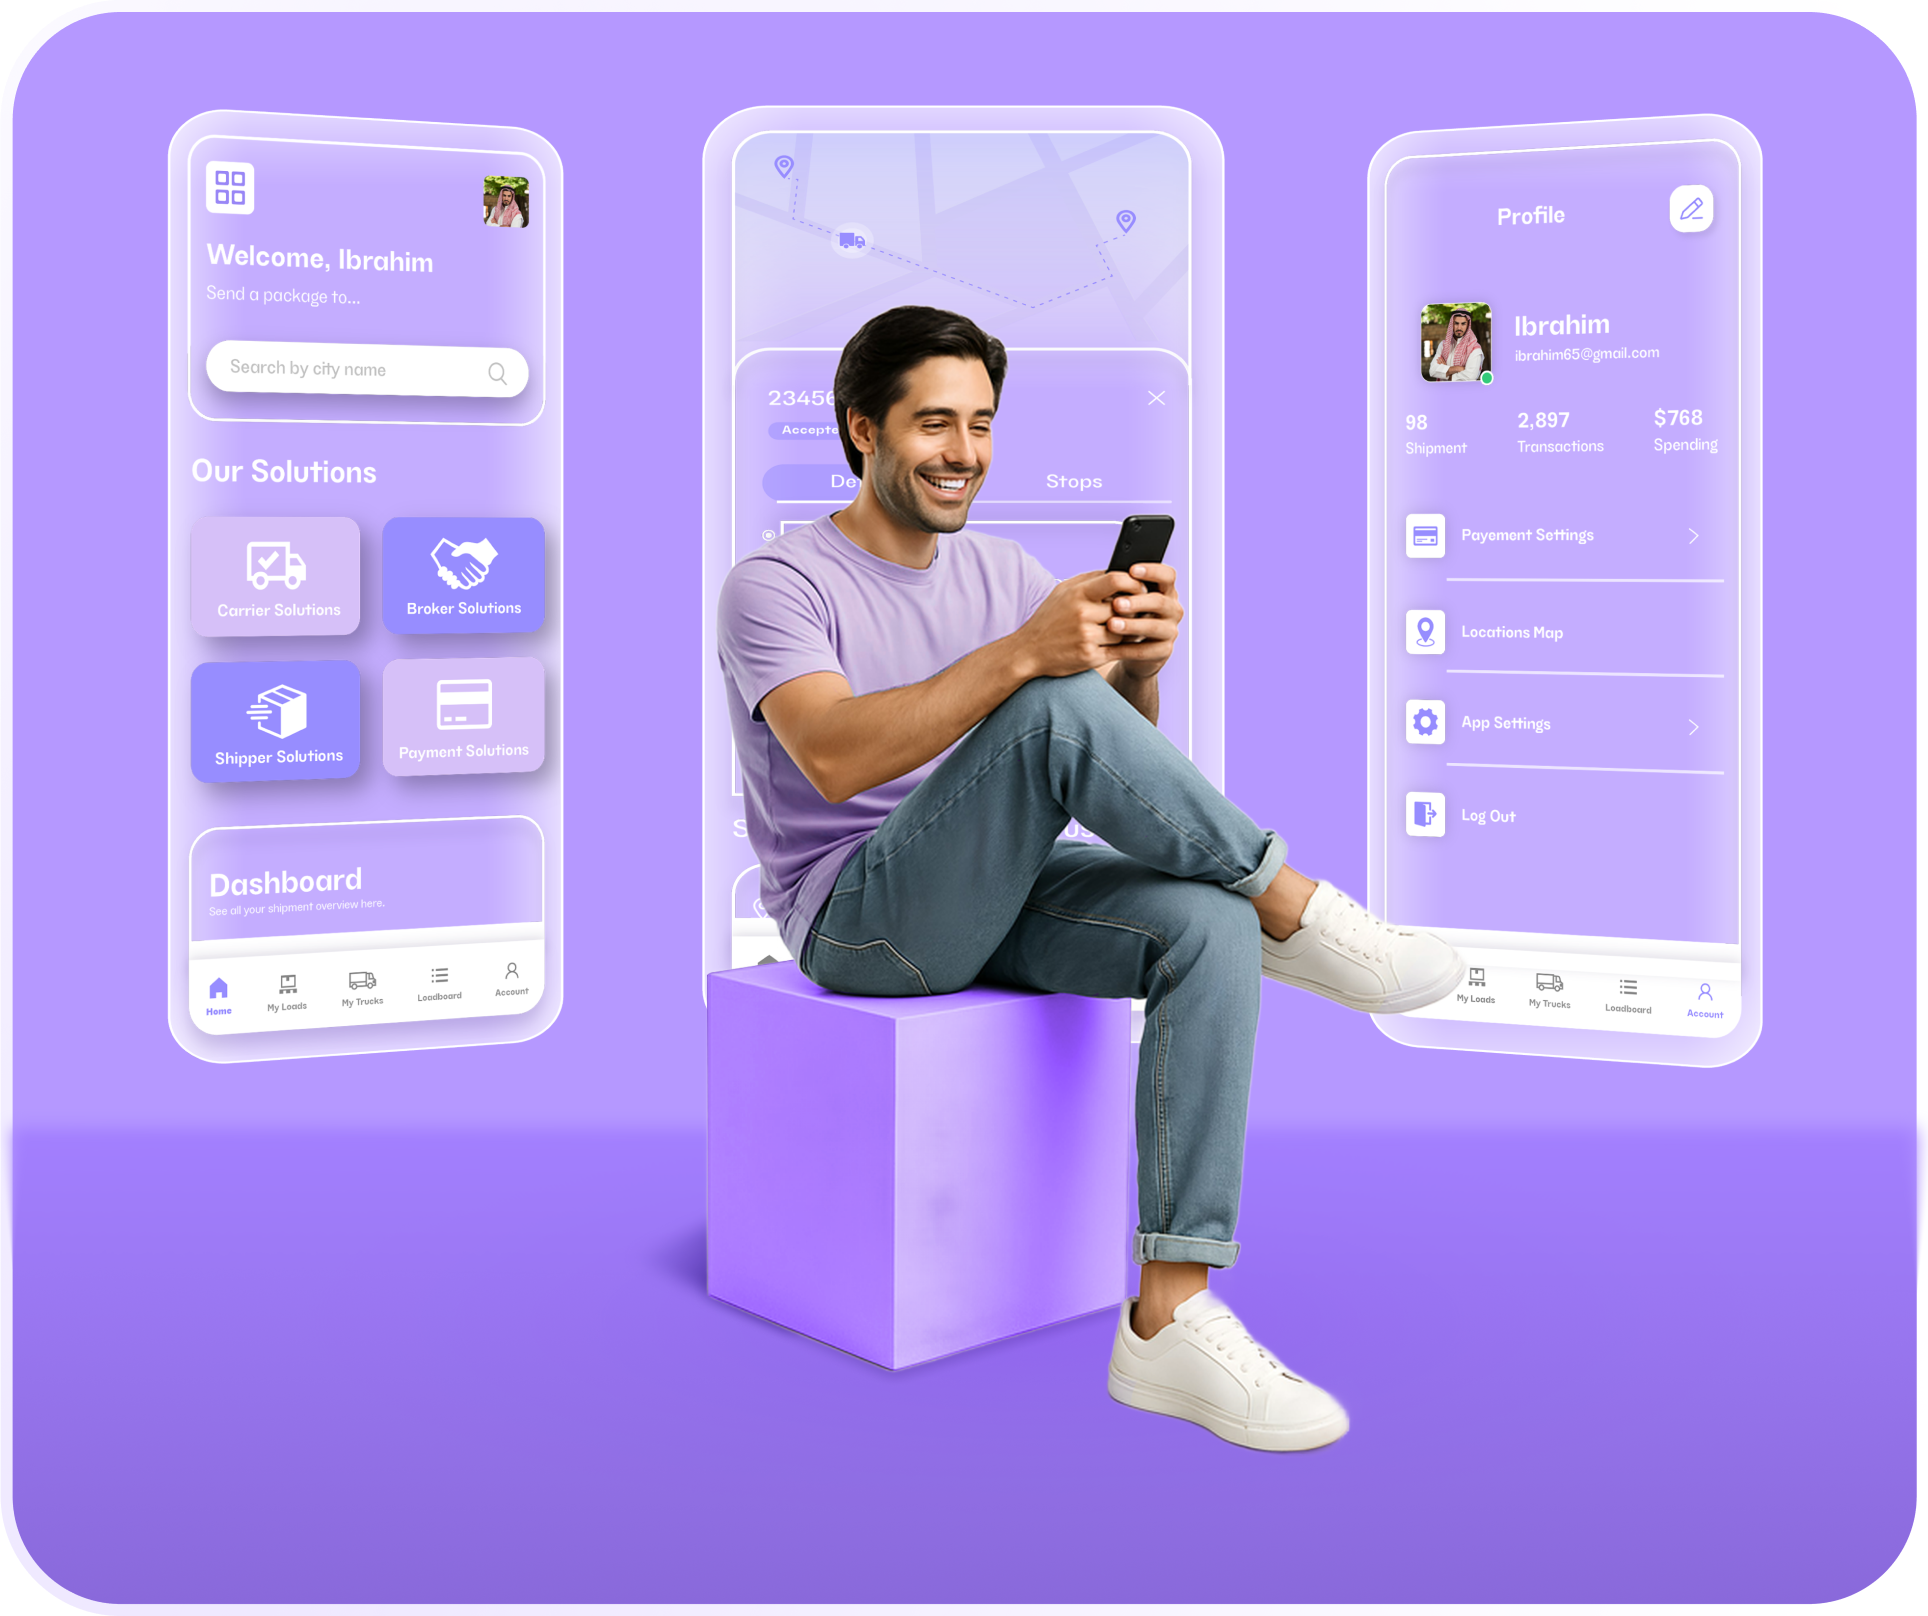 Welcome, Ibrahim
Send a package to...
Search by city name
Our Solutions
Carrier Solutions
Broker Solutions
Shipper Solutions
Payment Solutions
Dashboard
See all your shipment overview here.
Home
My Loads
My Trucks
Loadboard
Account
23456
Accepte
De
Stops
Profile
Ibrahim
ibrahim65@gmail.com
98
2,897
$768
Shipment
Transactions
Spending
Payement Settings
Locations Map
App Settings
Log Out
My Loads
My Trucks
Loadboard
Account